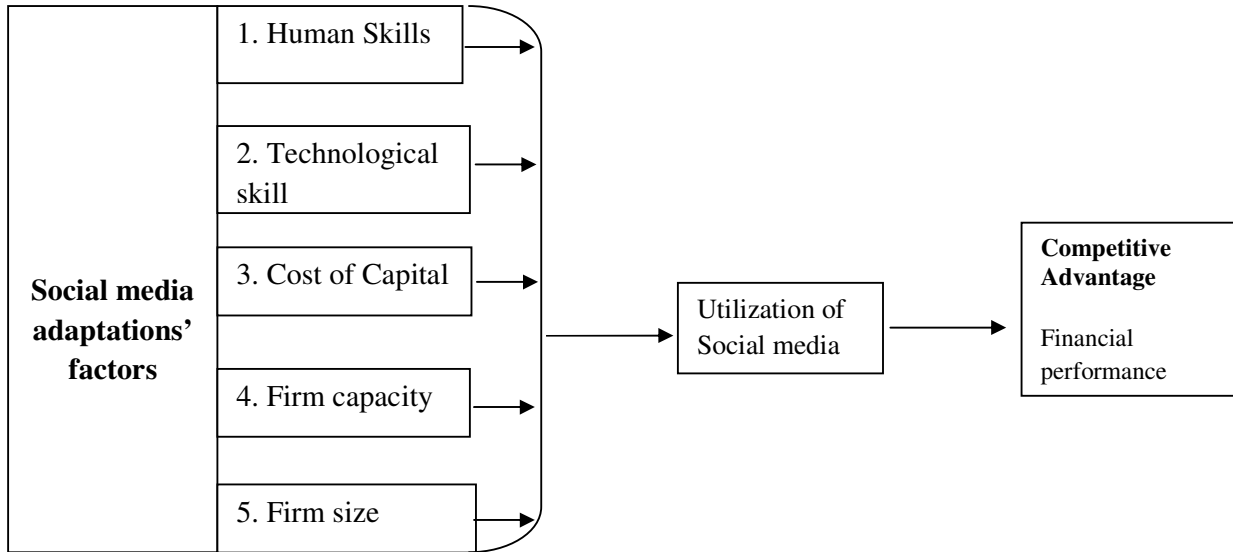 Social media
adaptations’
factors
1. Human Skills
2. Technological
skill
3. Cost of Capital
4. Firm capacity
5. Firm size
Utilization of
Social media
Competitive
Advantage
Financial
performance